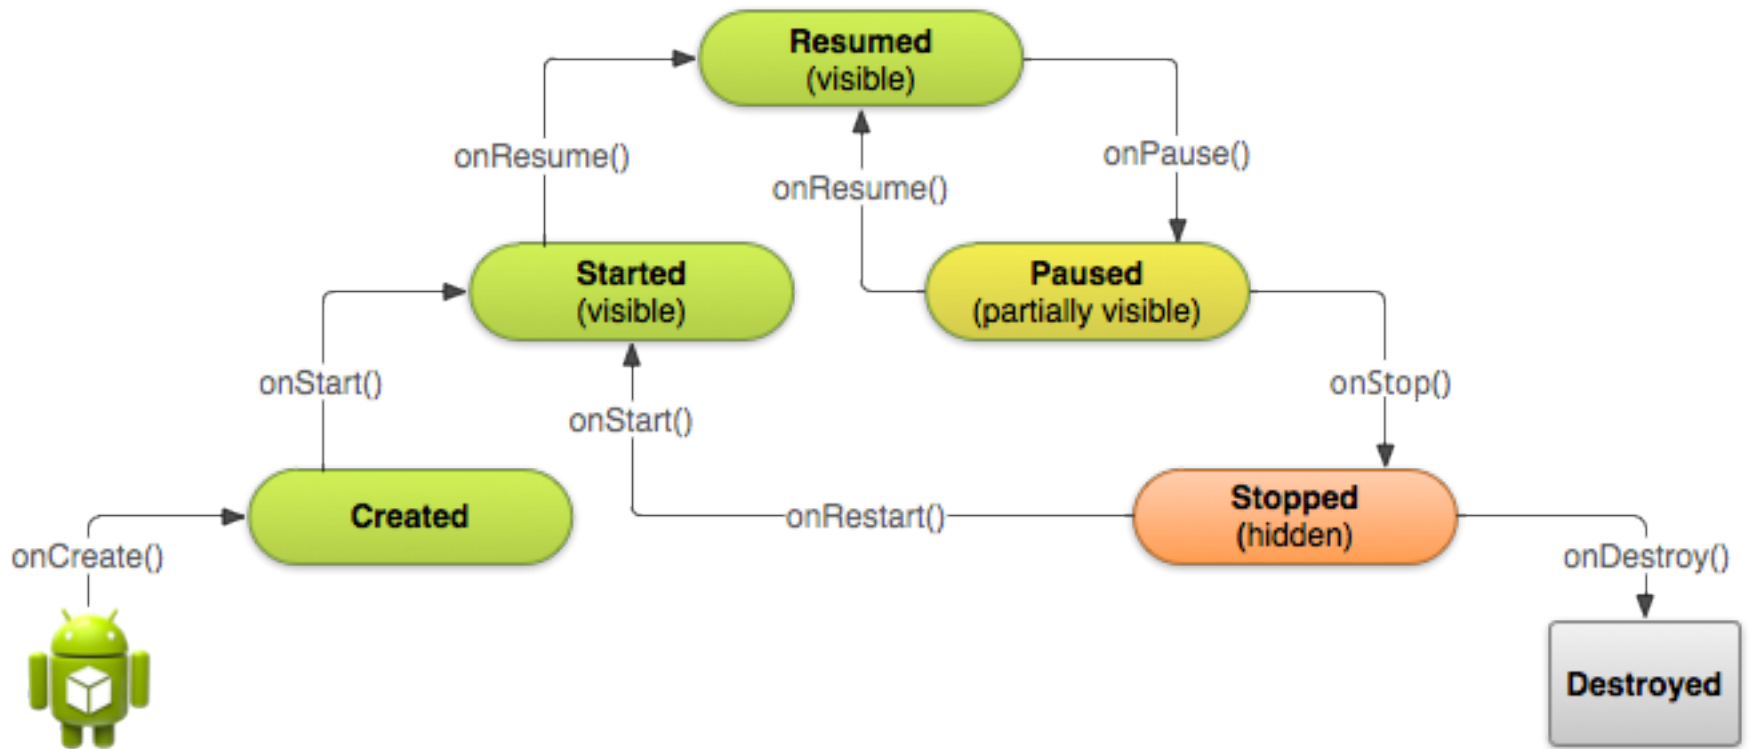 Resumed
(visible)
onResume()
onPause()
onResume()
Started
(visible)
Paused
(partially visible)
onStart()
onStart()
onStop()
Created
onRestart()
Stopped
(hidden)
onCreate()
onDestroy()
Destroyed